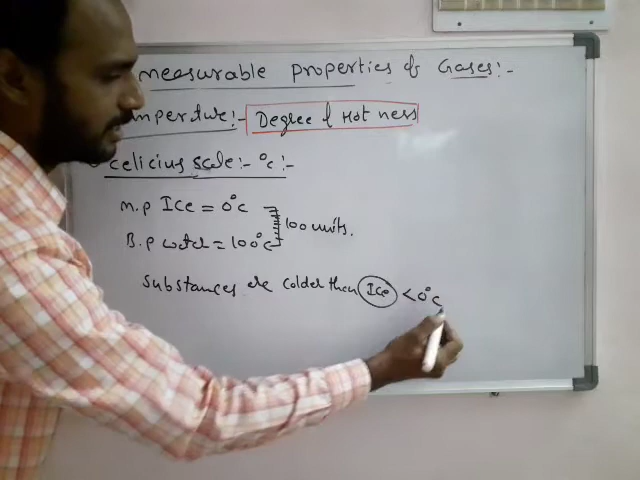 measurable properties of Gases:-
mperature:- Degree of Hot ness
Celicius scale:- °c:-
M.p Ice = 0°c
100 units.
B.p water = 100°c
Substances are colder then Ice < 0°c